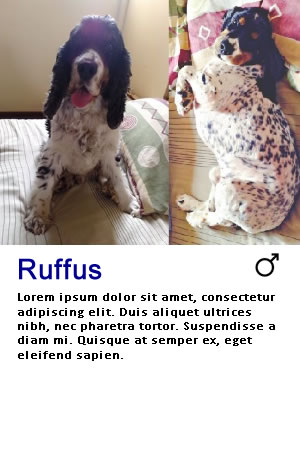 Ruffus ♂
Lorem ipsum dolor sit amet, consectetur
adipiscing elit. Duis aliquet ultrices
nibh, nec pharetra tortor. Suspendisse a
diam mi. Quisque at semper ex, eget
eleifend sapien.